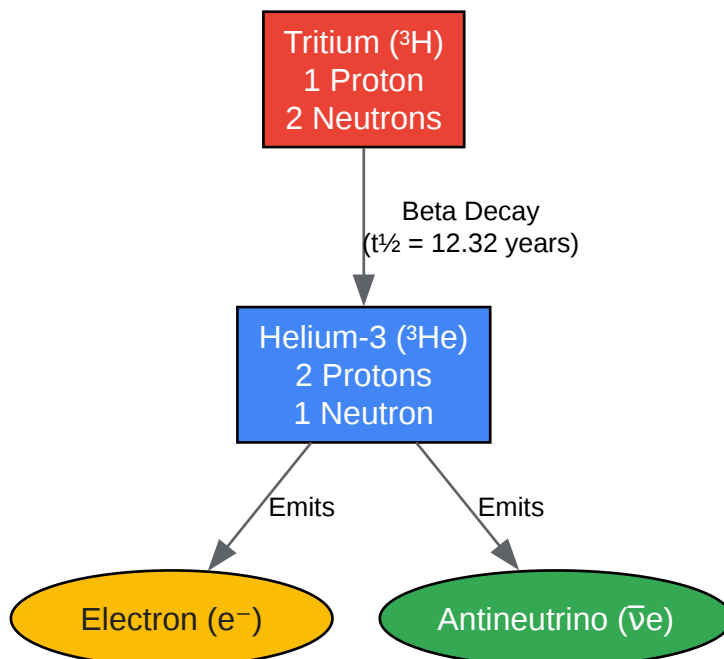 Tritium (³H)
1 Proton
2 Neutrons
Beta Decay
(t½ = 12.32 years)
Helium-3 (³He)
2 Protons
1 Neutron
Emits
Emits
Electron (e⁻)
Antineutrino (ν̅e)